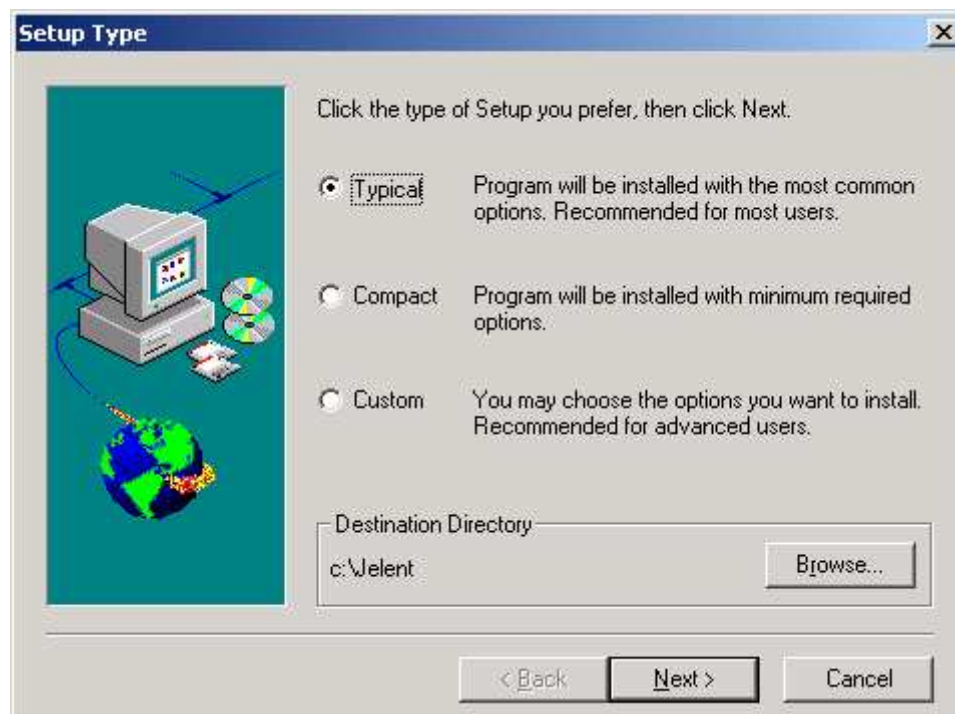 Setup Type
Click the type of Setup you prefer, then click Next.
Typical
Program will be installed with the most common
options. Recommended for most users.
Compact
Program will be installed with minimum required
options.
Custom
You may choose the options you want to install.
Recommended for advanced users.
Destination Directory
c:\Jelent
Browse...
< Back
Next >
Cancel